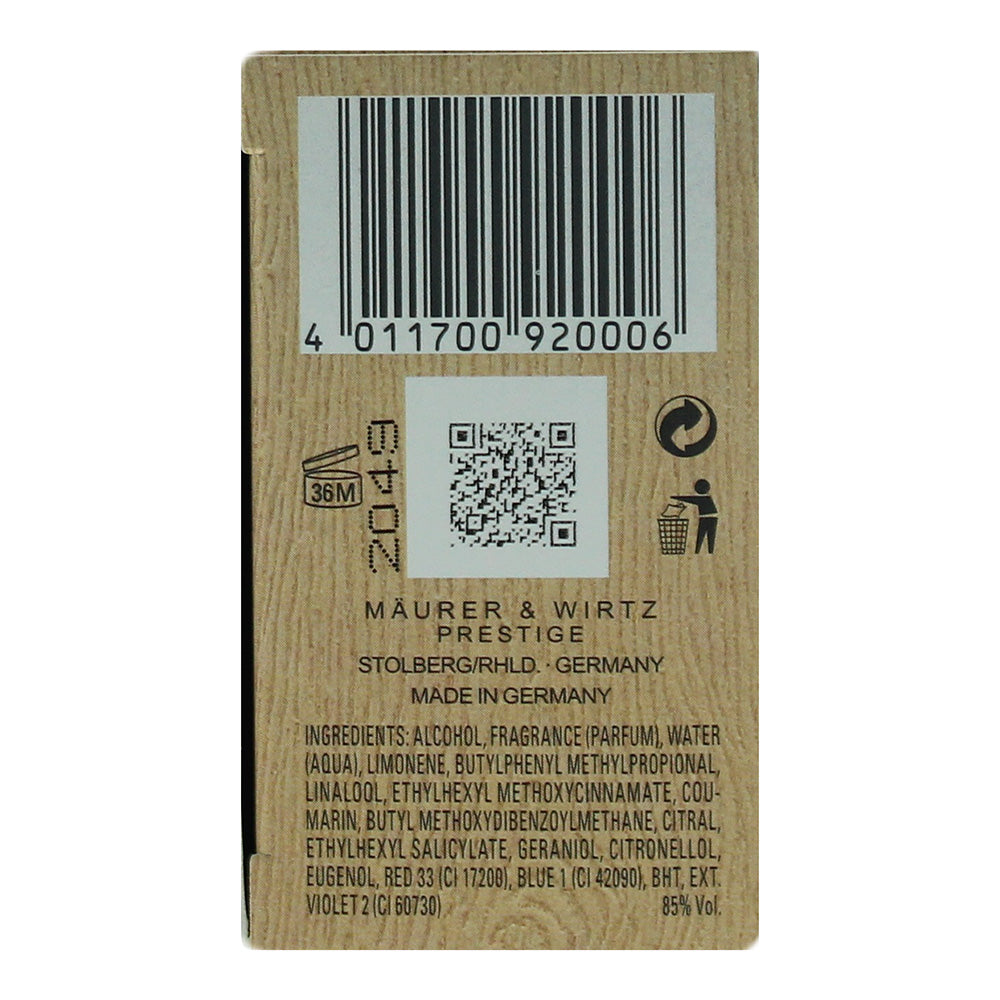 4 011700 920006
36M
2049
MÄURER & WIRTZ
PRESTIGE
STOLBERG/RHLD. · GERMANY
MADE IN GERMANY
INGREDIENTS: ALCOHOL, FRAGRANCE (PARFUM), WATER
(AQUA), LIMONENE, BUTYLPHENYL METHYLPROPIONAL,
LINALOOL, ETHYLHEXYL METHOXYCINNAMATE, COU-
MARIN, BUTYL METHOXYDIBENZOYLMETHANE, CITRAL,
ETHYLHEXYL SALICYLATE, GERANIOL, CITRONELLOL,
EUGENOL, RED 33 (CI 17200), BLUE 1 (CI 42090), BHT, EXT.
VIOLET 2 (CI 60730) 85% Vol.